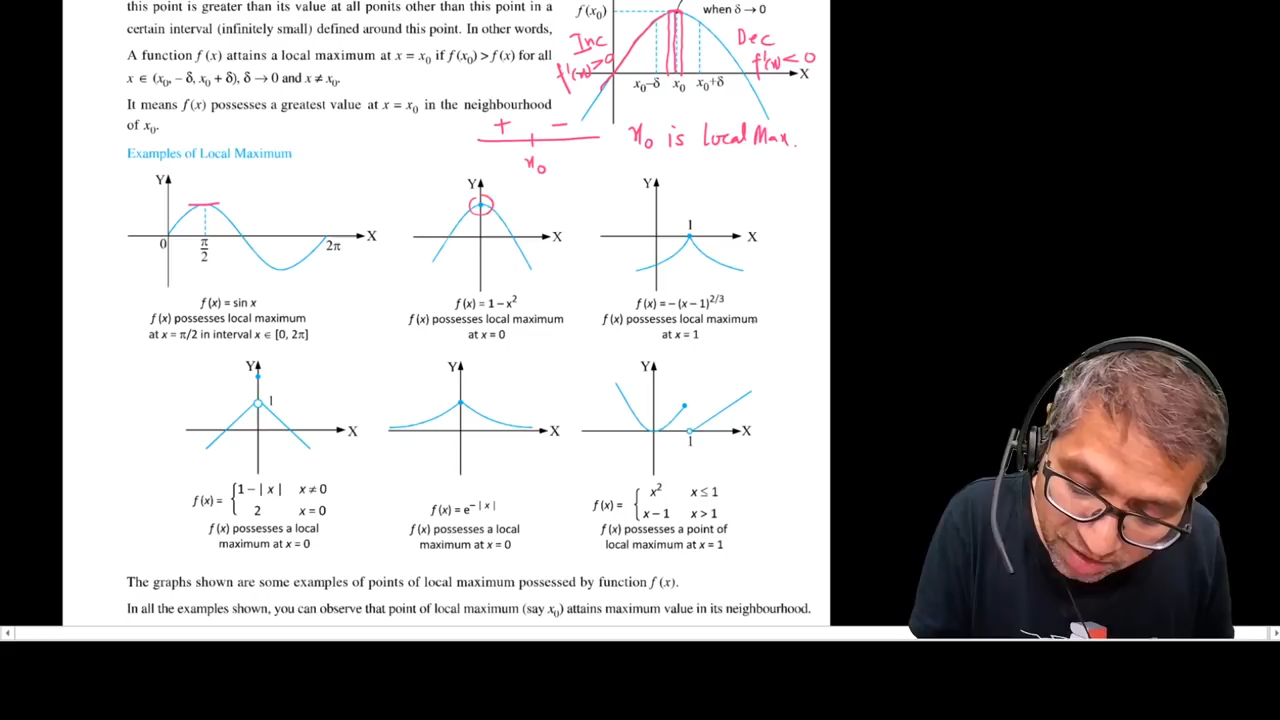 this point is greater than its value at all ponits other than this point in a
certain interval (infinitely small) defined around this point. In other words,
A function f (x) attains a local maximum at x = x₀ if f(x₀) > f(x) for all
x ∈ (x₀, − δ, x₀ + δ), δ → 0 and x ≠ x₀.
It means f(x) possesses a greatest value at x = x₀ in the neighbourhood
of x₀.
f(x₀)
when δ → 0
Inc
f'(x) > 0
Dec
f'(x) < 0
X
x₀−δ x₀ x₀+δ
+ −
x₀
x₀ is Local Max.
Examples of Local Maximum
Y
0
π/2
2π
X
f (x) = sin x
f (x) possesses local maximum
at x = π/2 in interval x ∈ [0, 2π]
Y
X
f (x) = 1 − x²
f (x) possesses local maximum
at x = 0
Y
1
X
f (x) = − (x − 1)^2/3
f (x) possesses local maximum
at x = 1
Y
1
X
f (x) = { 1 − | x | x ≠ 0
2 x = 0
f (x) possesses a local
maximum at x = 0
Y
X
f (x) = e^− | x |
f (x) possesses a local
maximum at x = 0
Y
1
X
f (x) = { x² x ≤ 1
x − 1 x > 1
f (x) possesses a point of
local maximum at x = 1
The graphs shown are some examples of points of local maximum possessed by function f (x).
In all the examples shown, you can observe that point of local maximum (say x₀) attains maximum value in its neighbourhood.